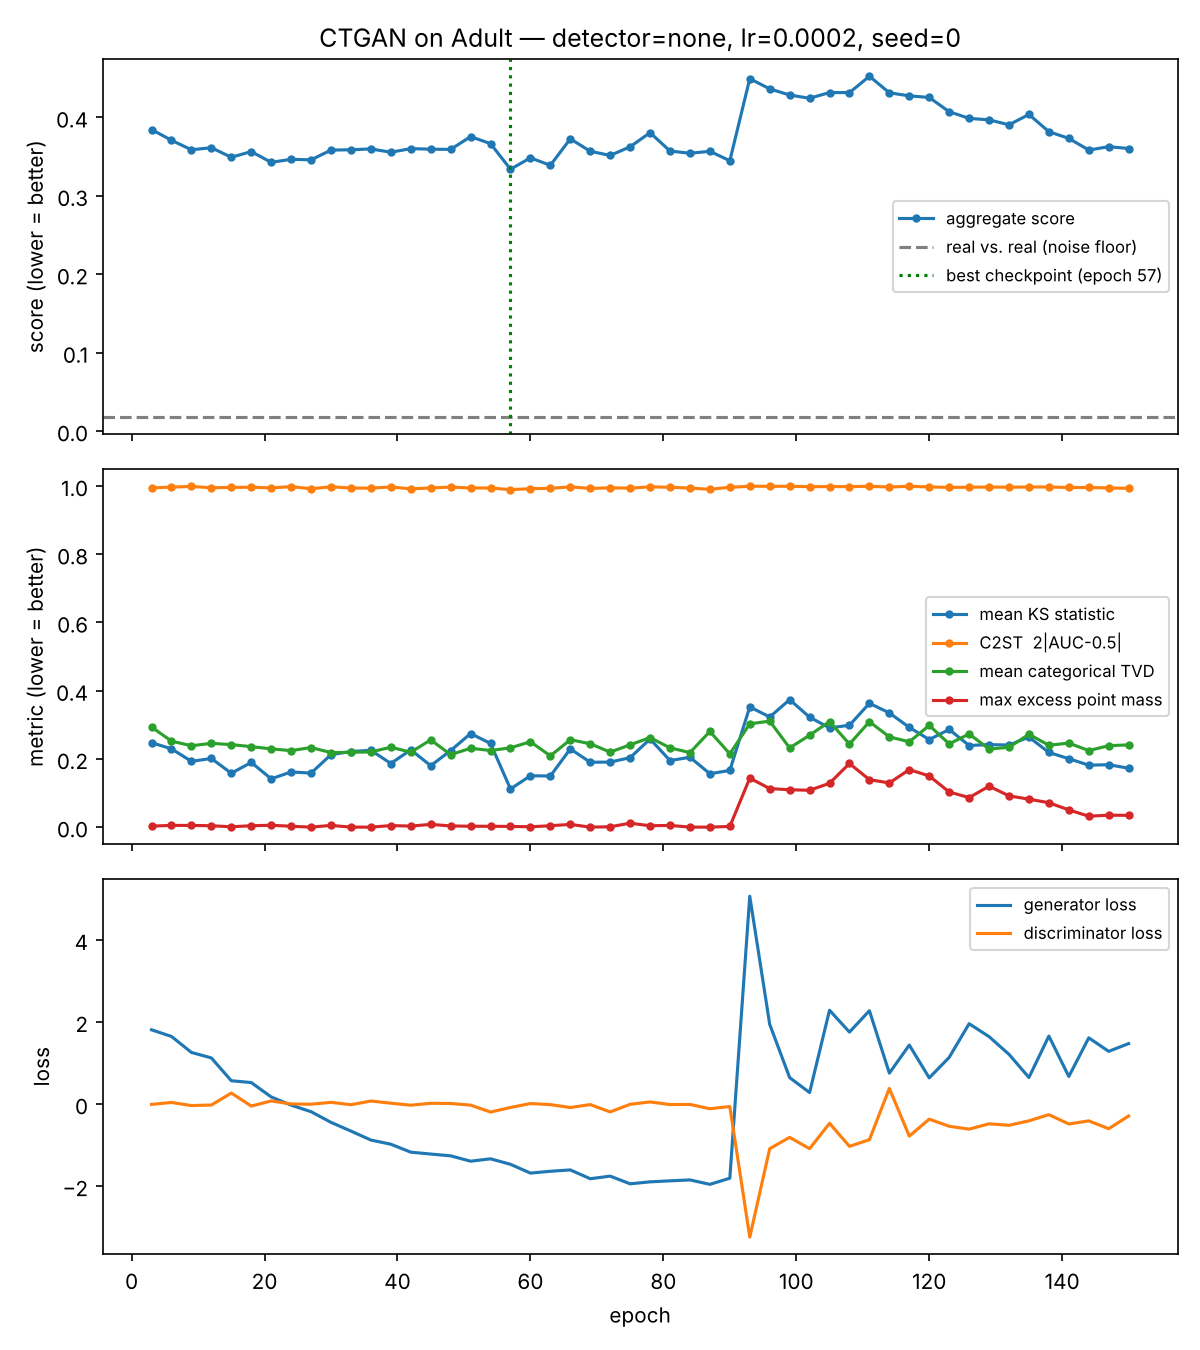 CTGAN on Adult — detector=none, lr=0.0002, seed=0
score (lower = better)
0.4
0.3
0.2
0.1
0.0
aggregate score
real vs. real (noise floor)
best checkpoint (epoch 57)
metric (lower = better)
1.0
0.8
0.6
0.4
0.2
0.0
mean KS statistic
C2ST 2|AUC-0.5|
mean categorical TVD
max excess point mass
loss
4
2
0
−2
generator loss
discriminator loss
0 20 40 60 80 100 120 140
epoch